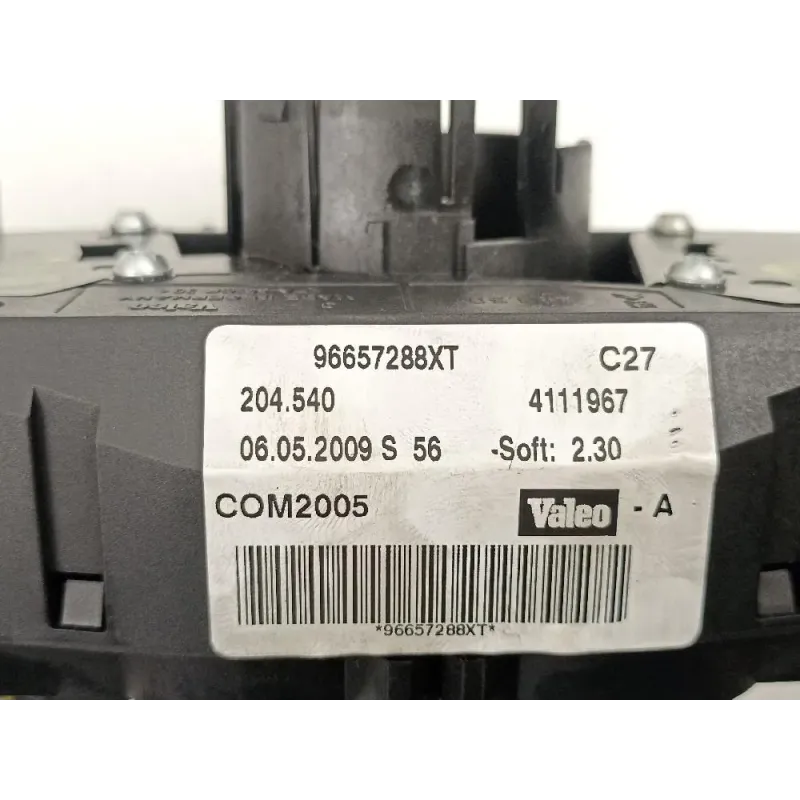 96657288XT C27
204.540 4111967
06.05.2009 S 56 -Soft: 2.30
COM2005 Valeo - A
*96657288XT*